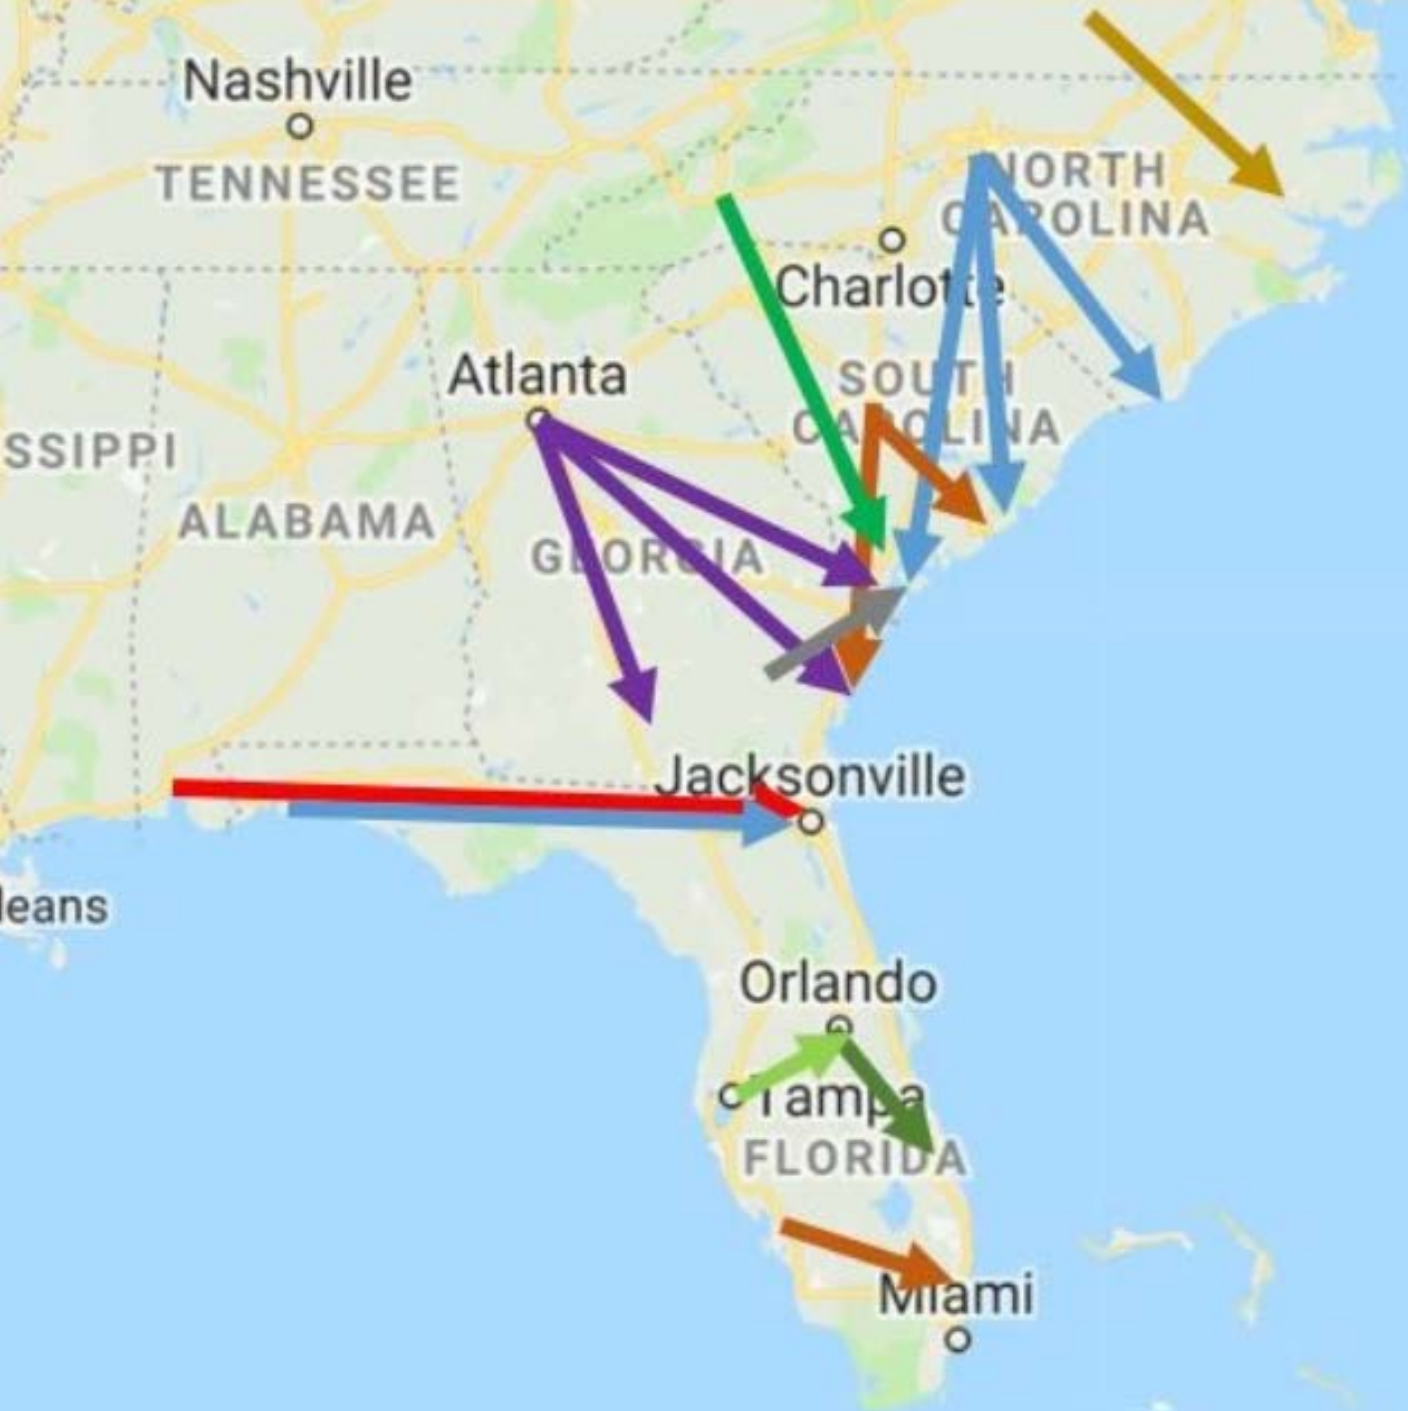 Nashville
TENNESSEE
NORTH
CAROLINA
Charlotte
Atlanta
SOUTH
CAROLINA
SSIPPI
ALABAMA
GEORGIA
Jacksonville
leans
Orlando
Tampa
FLORIDA
Miami